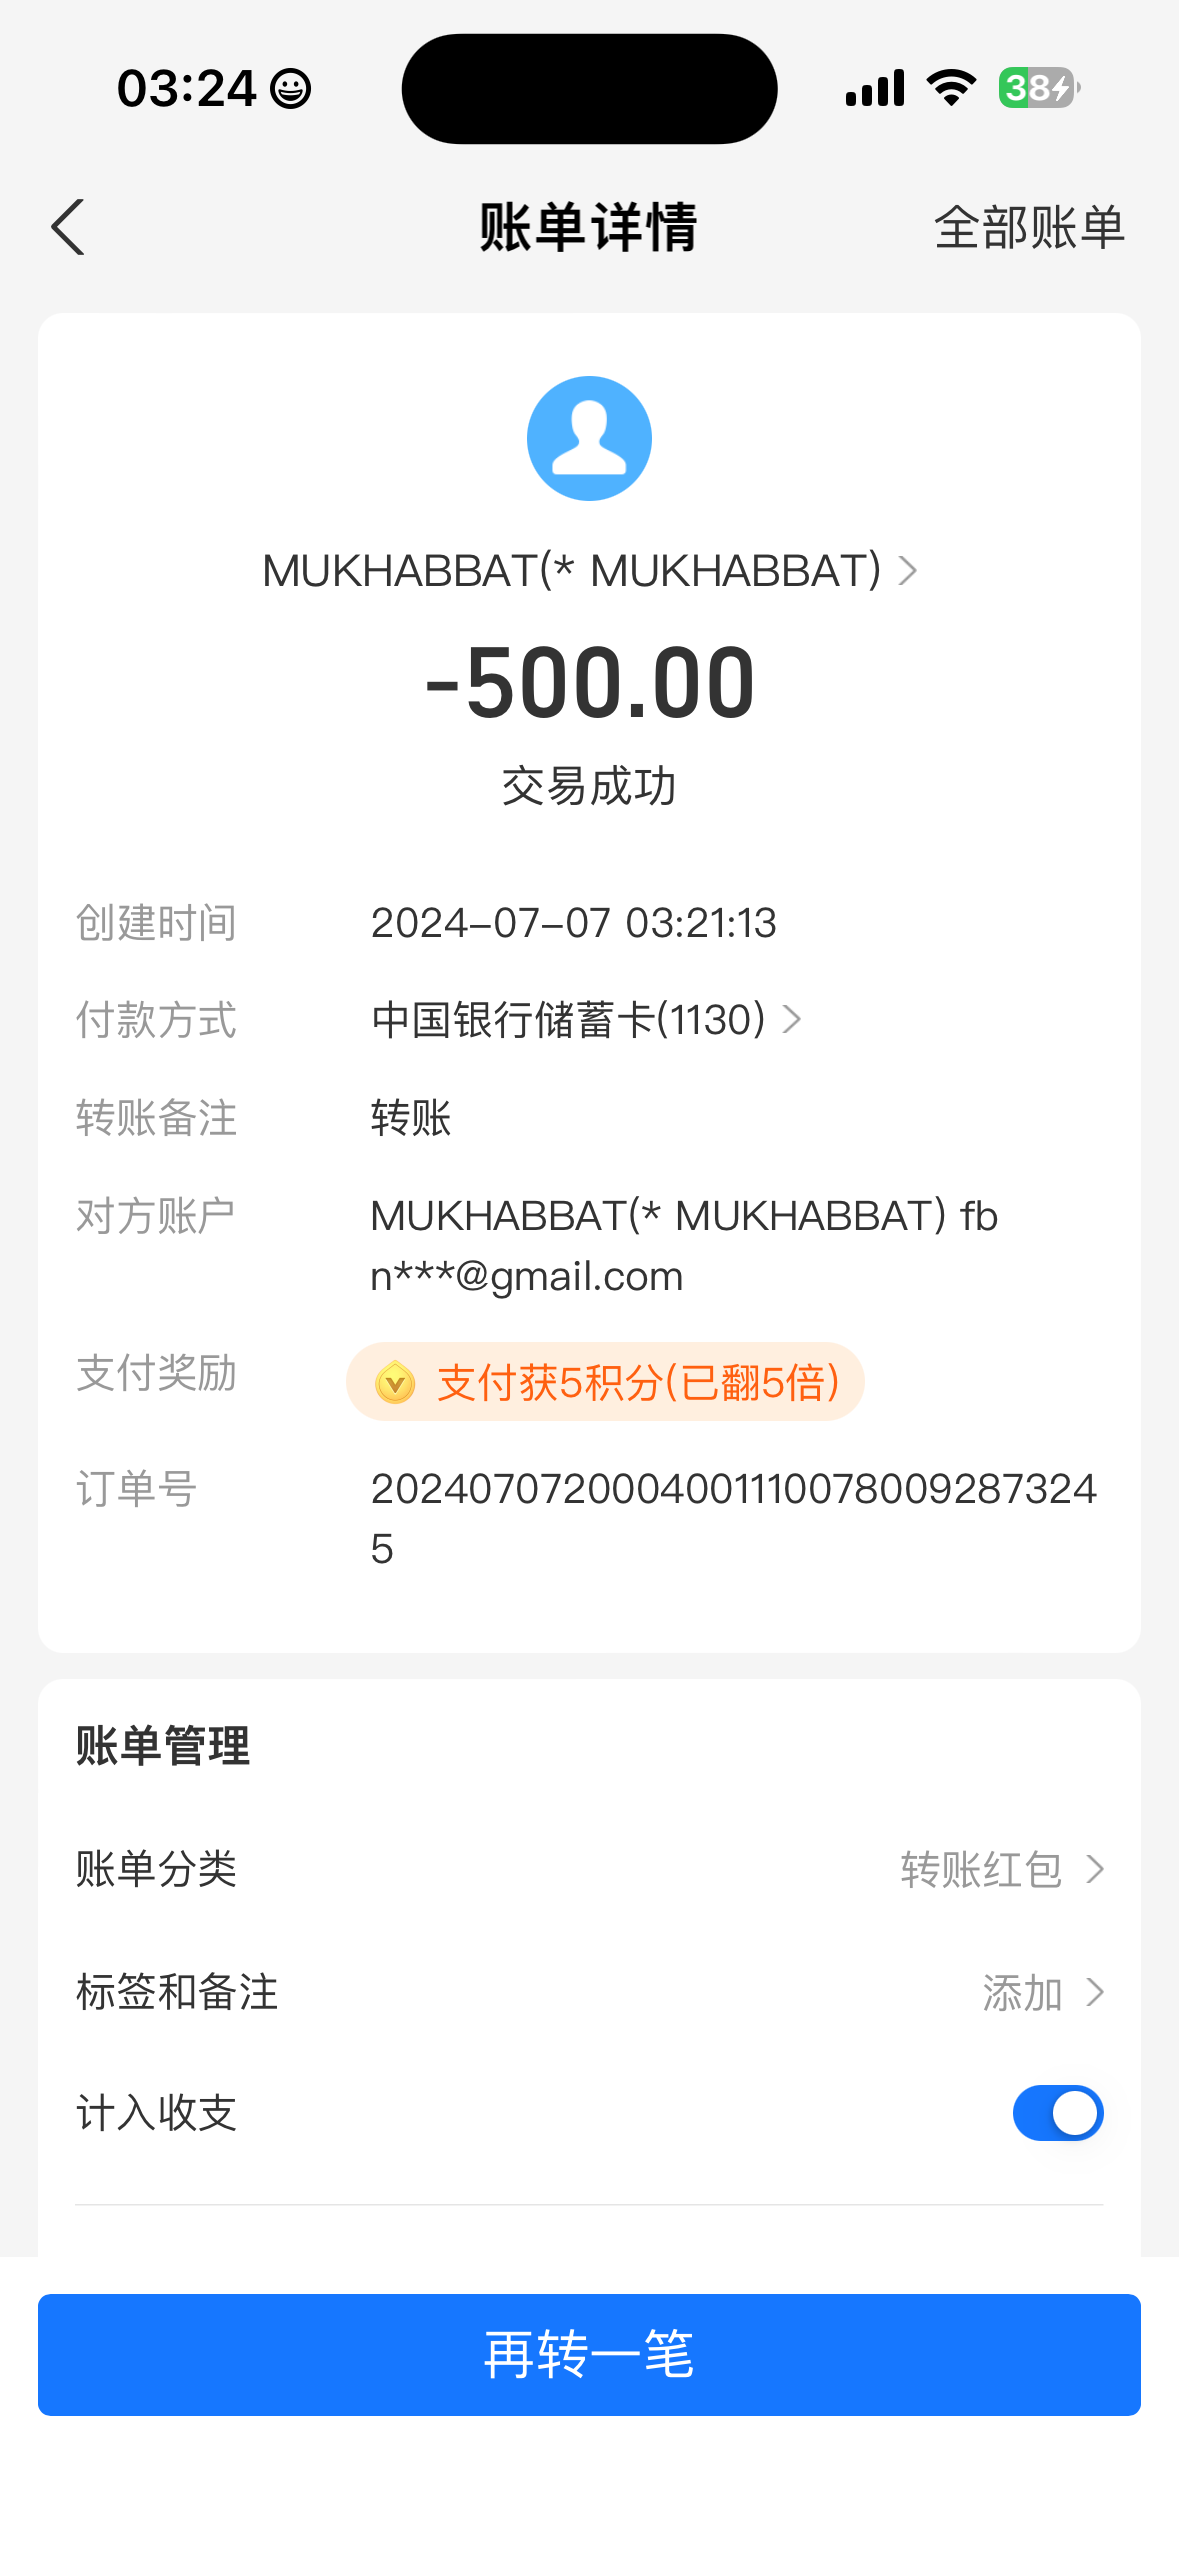 03:24
38
账单详情
全部账单
MUKHABBAT(* MUKHABBAT)
-500.00
交易成功
创建时间 2024-07-07 03:21:13
付款方式 中国银行储蓄卡(1130)
转账备注 转账
对方账户 MUKHABBAT(* MUKHABBAT) fb
n***@gmail.com
支付奖励 支付获5积分(已翻5倍)
订单号 202407072000400111007800928732​4
5
账单管理
账单分类 转账红包
标签和备注 添加
计入收支
再转一笔